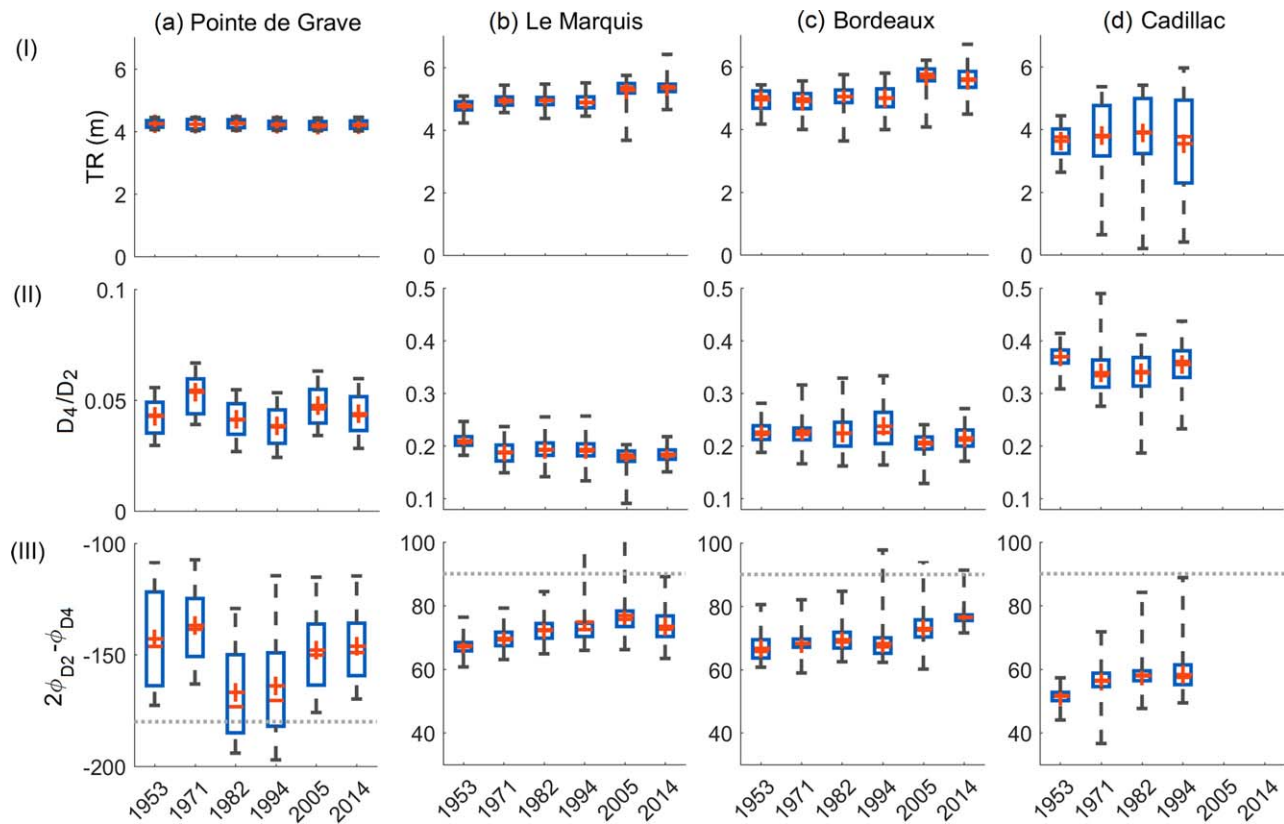 (a) Pointe de Grave (b) Le Marquis (c) Bordeaux (d) Cadillac
(I)
TR (m)
6 4 2 0
6 4 2 0
6 4 2 0
6 4 2 0
(II)
D₄/D₂
0.1 0.05 0
0.5 0.4 0.3 0.2 0.1
0.5 0.4 0.3 0.2 0.1
0.5 0.4 0.3 0.2 0.1
(III)
2ϕ_D2-ϕ_D4
-100 -150 -200
100 80 60 40
100 80 60 40
100 80 60 40
1953 1971 1982 1994 2005 2014
1953 1971 1982 1994 2005 2014
1953 1971 1982 1994 2005 2014
1953 1971 1982 1994 2005 2014